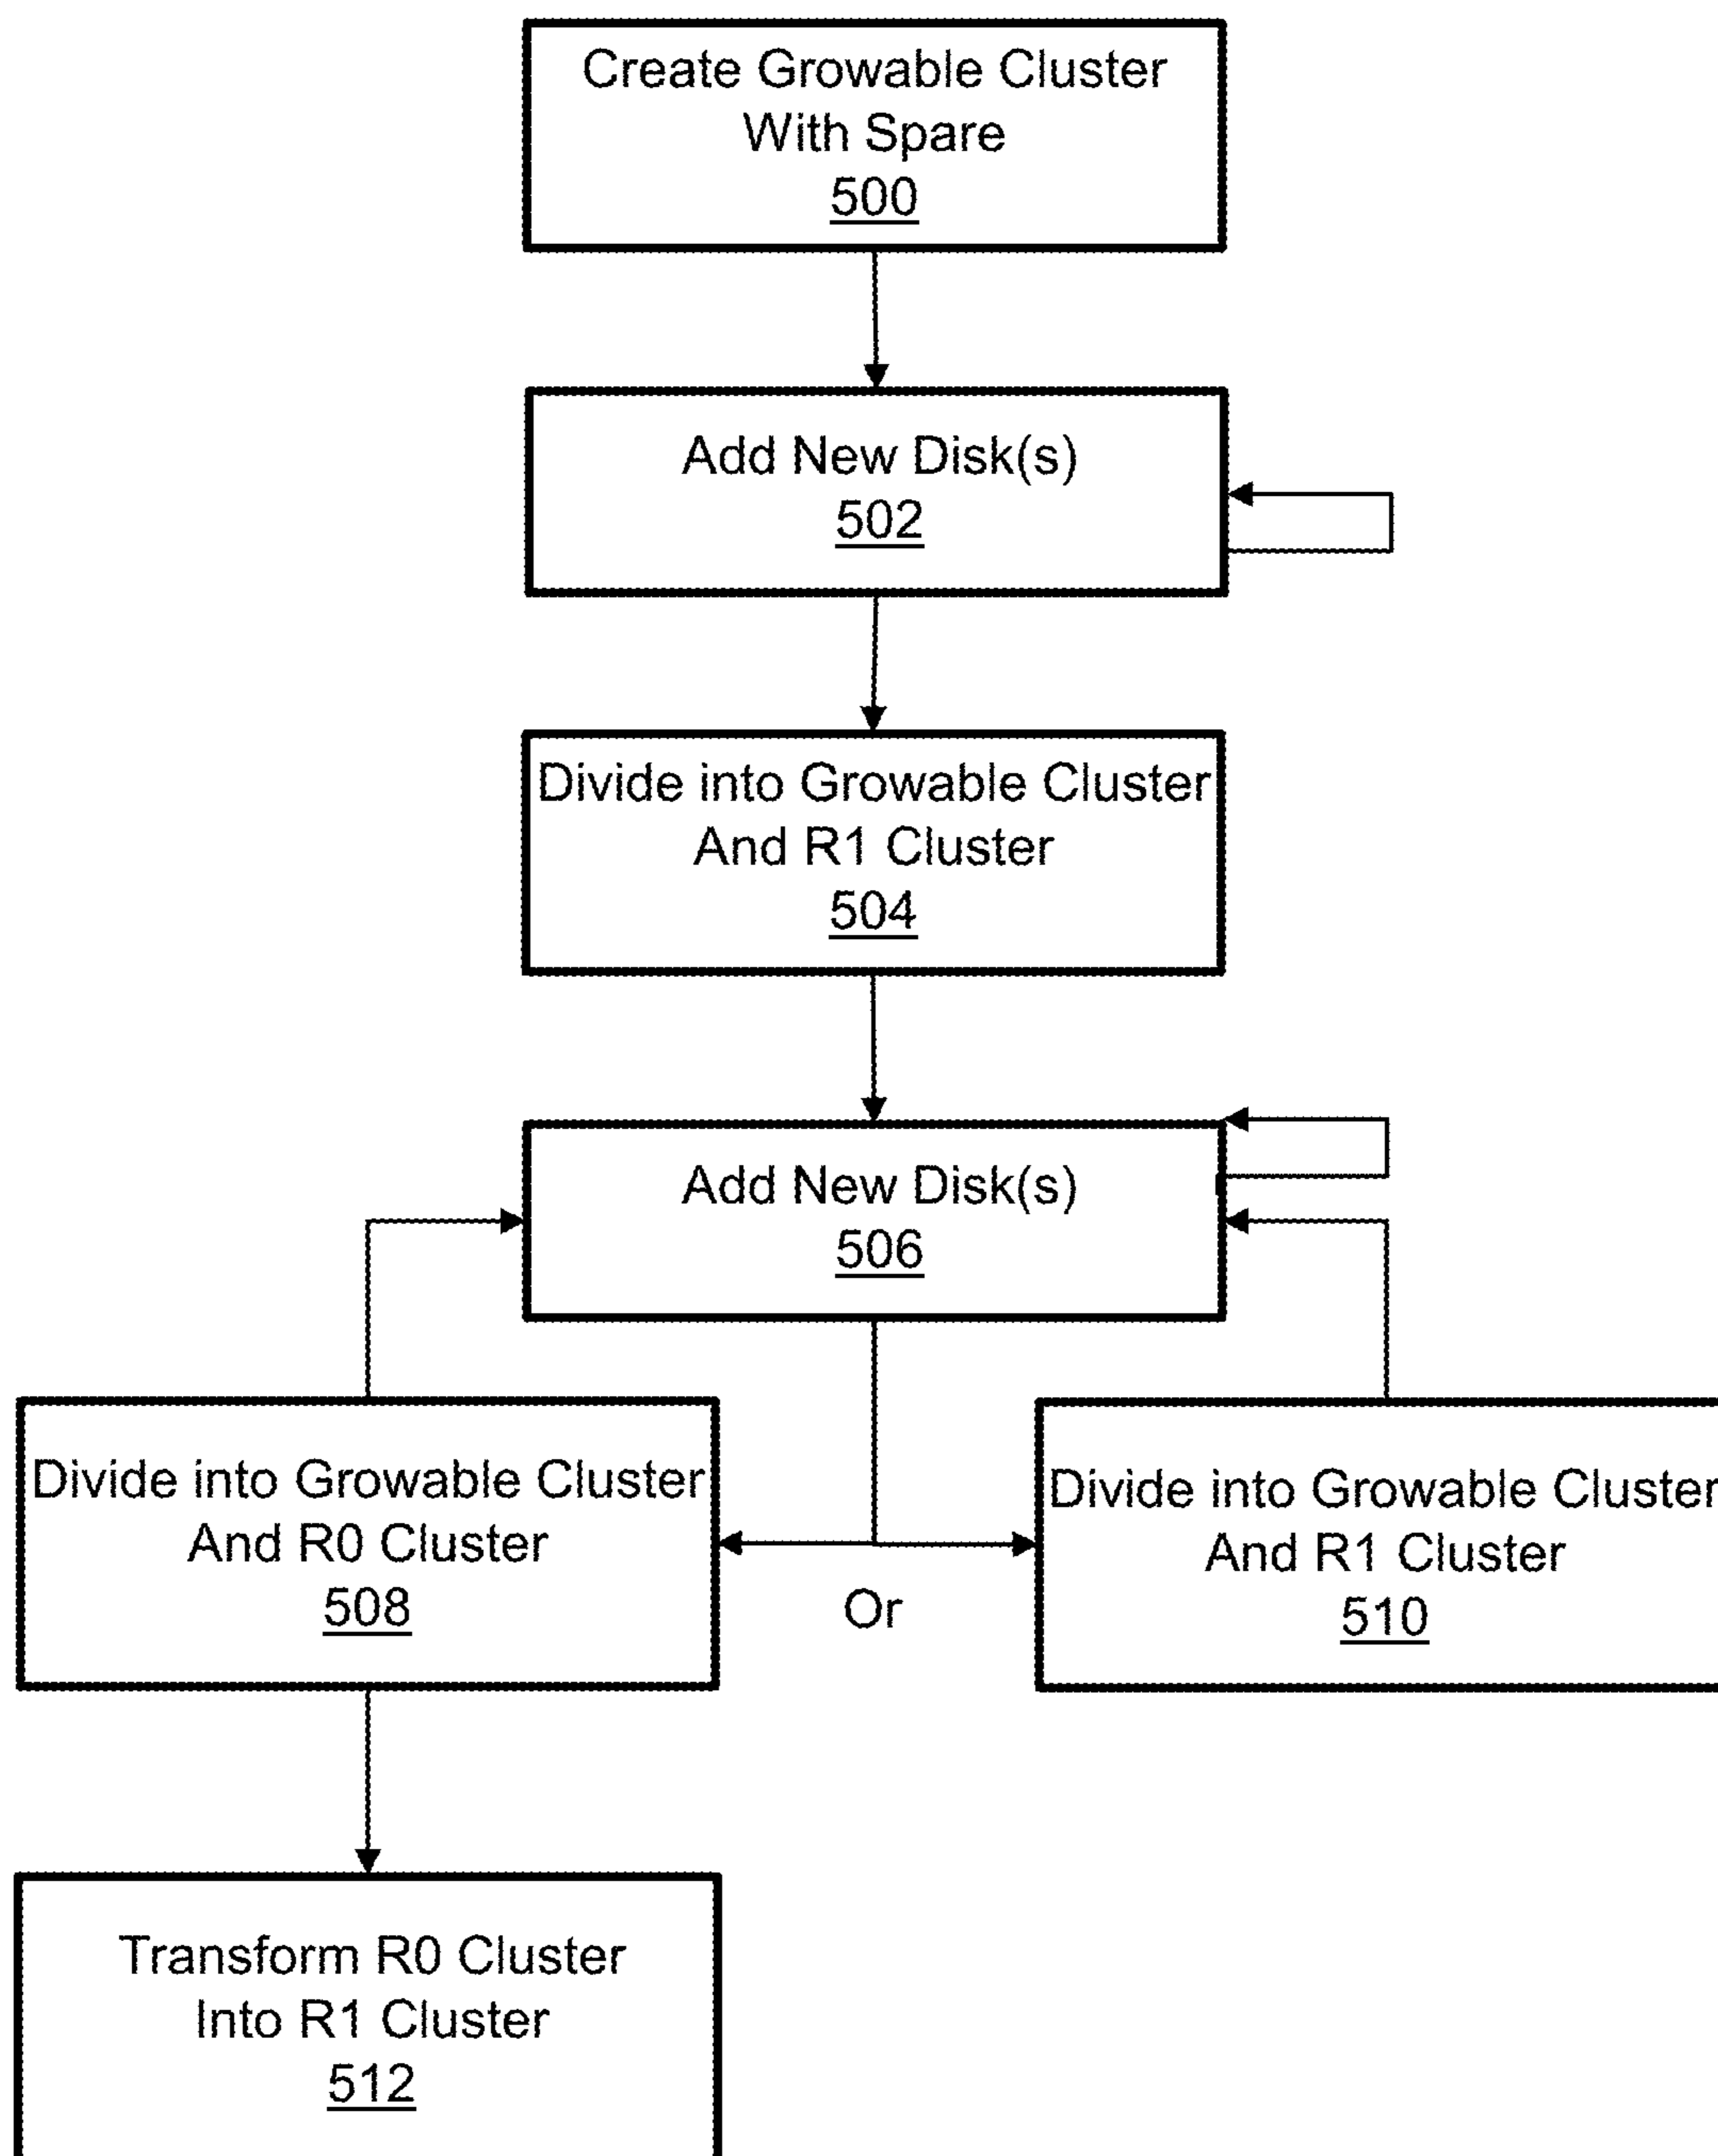 Create Growable Cluster
With Spare
500
Add New Disk(s)
502
Divide into Growable Cluster
And R1 Cluster
504
Add New Disk(s)
506
Divide into Growable Cluster
And R0 Cluster
508
Or
Divide into Growable Cluster
And R1 Cluster
510
Transform R0 Cluster
Into R1 Cluster
512